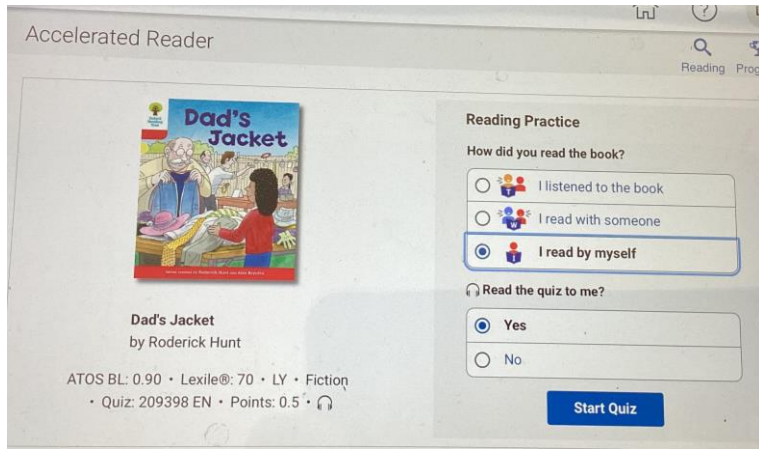 Accelerated Reader
?
Reading
Dad's
Jacket
Dad's Jacket
by Roderick Hunt
ATOS BL: 0.90 • Lexile®: 70 • LY • Fiction
• Quiz: 209398 EN • Points: 0.5 •
Reading Practice
How did you read the book?
I listened to the book
I read with someone
W
I read by myself
I
Read the quiz to me?
Yes
No
Start Quiz